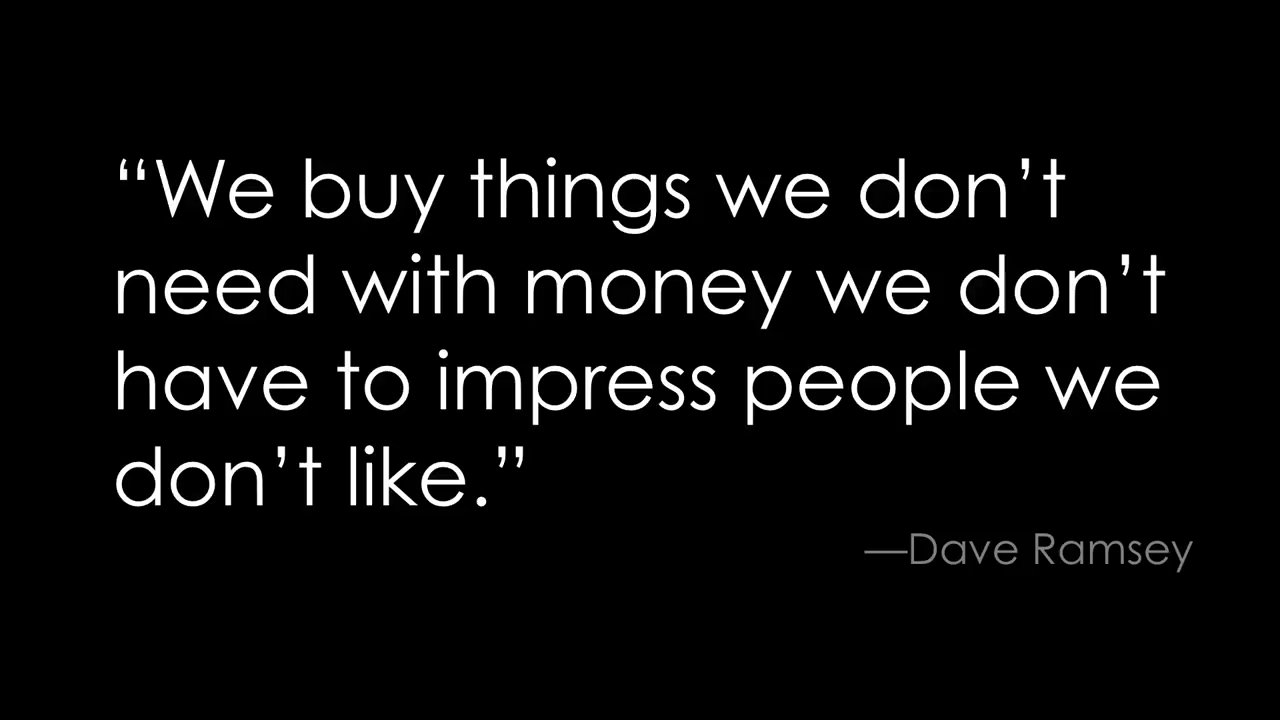 “We buy things we don’t
need with money we don’t
have to impress people we
don’t like.”
—Dave Ramsey